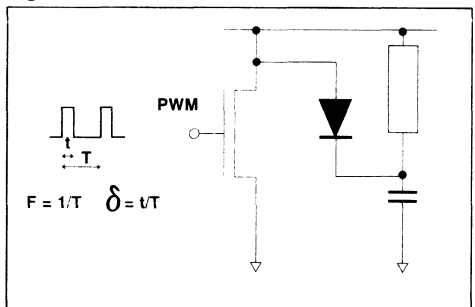 PWM
t
T
F = 1/T δ = t/T